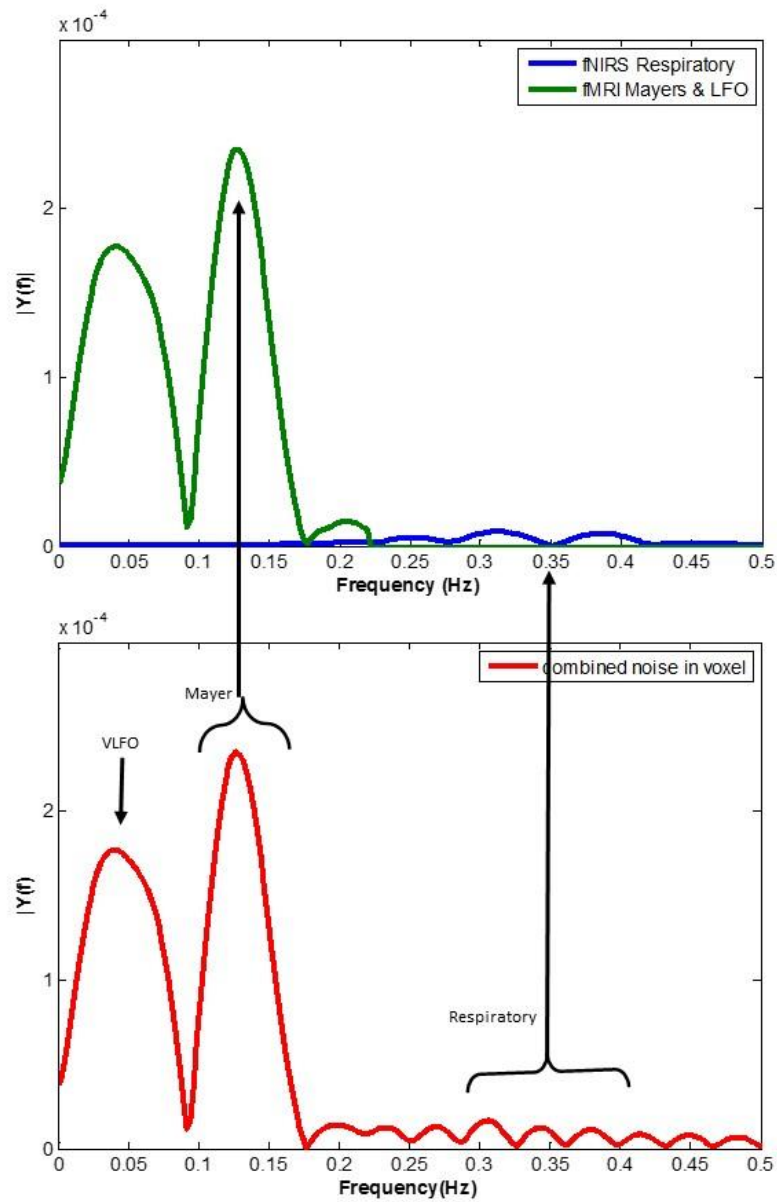 x 10⁻⁴
fNIRS Respiratory
fMRI Mayers & LFO
2
1
0
|Y(f)|
0 0.05 0.1 0.15 0.2 0.25 0.3 0.35 0.4 0.45 0.5
Frequency (Hz)
x 10⁻⁴
combined noise in voxel
Mayer
VLFO
2
1
0
|Y(f)
Respiratory
0 0.05 0.1 0.15 0.2 0.25 0.3 0.35 0.4 0.45 0.5
Frequency(Hz)